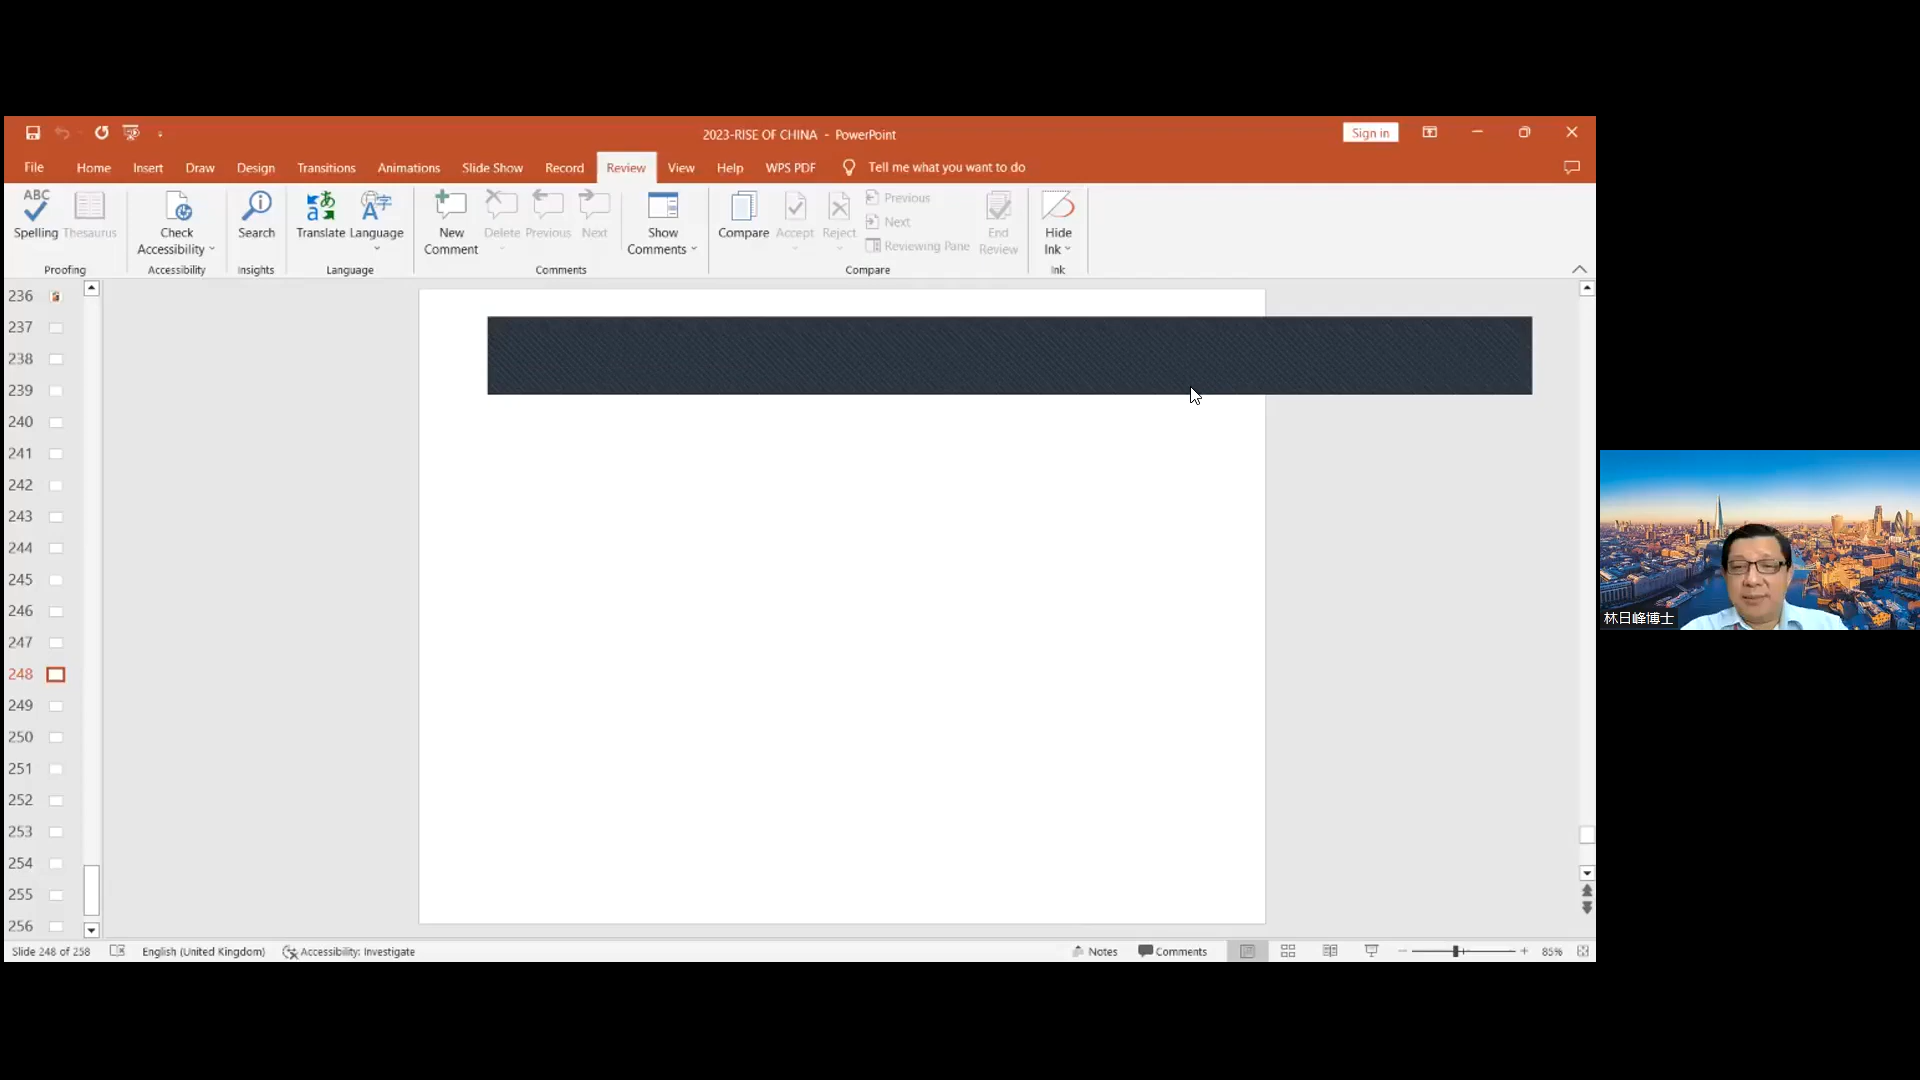 2023-RISE OF CHINA - PowerPoint
Sign in
File Home Insert Draw Design Transitions Animations Slide Show Record Review View Help WPS PDF Tell me what you want to do
ABC
Spelling
Thesaurus
Proofing
Check
Accessibility
Accessibility
Search
Insights
Translate
Language
Language
New
Comment
Delete
Previous
Next
Show
Comments
Comments
Compare
Accept
Reject
Previous
Next
Reviewing Pane
End
Review
Compare
Hide
Ink
Ink
236
237
238
239
240
241
242
243
244
245
246
247
248
249
250
251
252
253
254
255
256
林日峰博士
Slide 248 of 258 English (United Kingdom) Accessibility: Investigate Notes Comments 85%